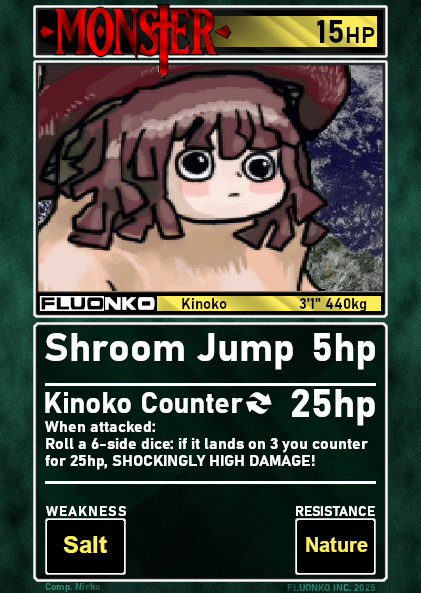 MONSTER
15HP
FLUONKO Kinoko 3'1" 440kg
Shroom Jump 5hp
Kinoko Counter 25hp
When attacked:
Roll a 6-side dice: if it lands on 3 you counter
for 25hp, SHOCKINGLY HIGH DAMAGE!
WEAKNESS RESISTANCE
Salt Nature
Comp. Nicko FLUONKO INC. 2025